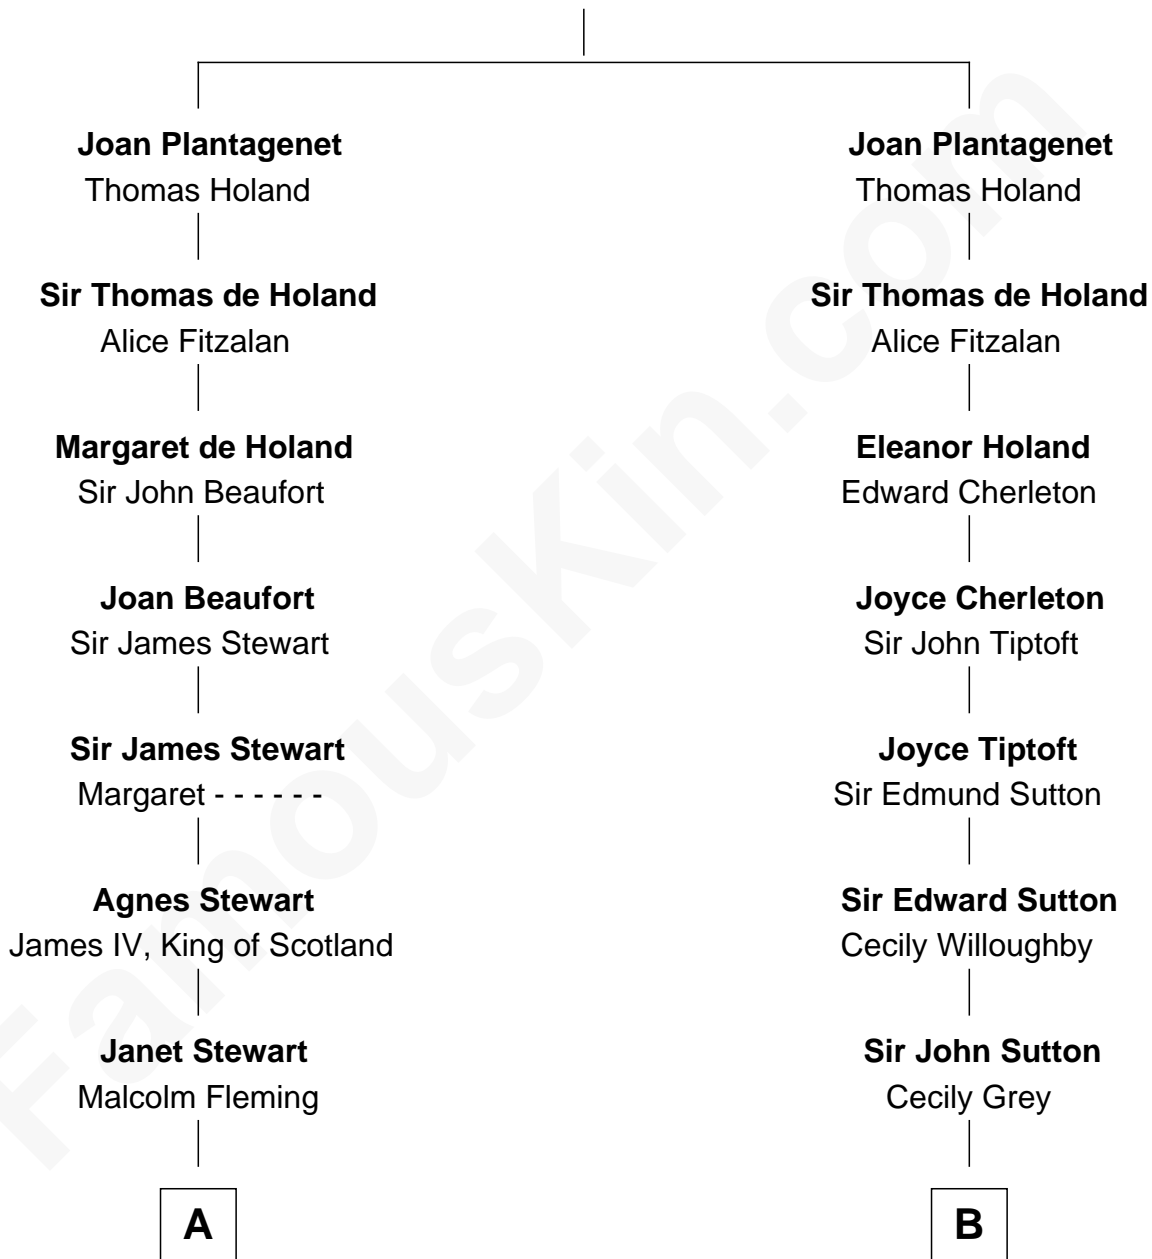 Joan Plantagenet
Thomas Holand
Sir Thomas de Holand
Alice Fitzalan
Margaret de Holand
Sir John Beaufort
Joan Beaufort
Sir James Stewart
Sir James Stewart
Margaret - - - - - -
Agnes Stewart
James IV, King of Scotland
Janet Stewart
Malcolm Fleming
A
Joan Plantagenet
Thomas Holand
Sir Thomas de Holand
Alice Fitzalan
Eleanor Holand
Edward Cherleton
Joyce Cherleton
Sir John Tiptoft
Joyce Tiptoft
Sir Edmund Sutton
Sir Edward Sutton
Cecily Willoughby
Sir John Sutton
Cecily Grey
B
FamousKin.com